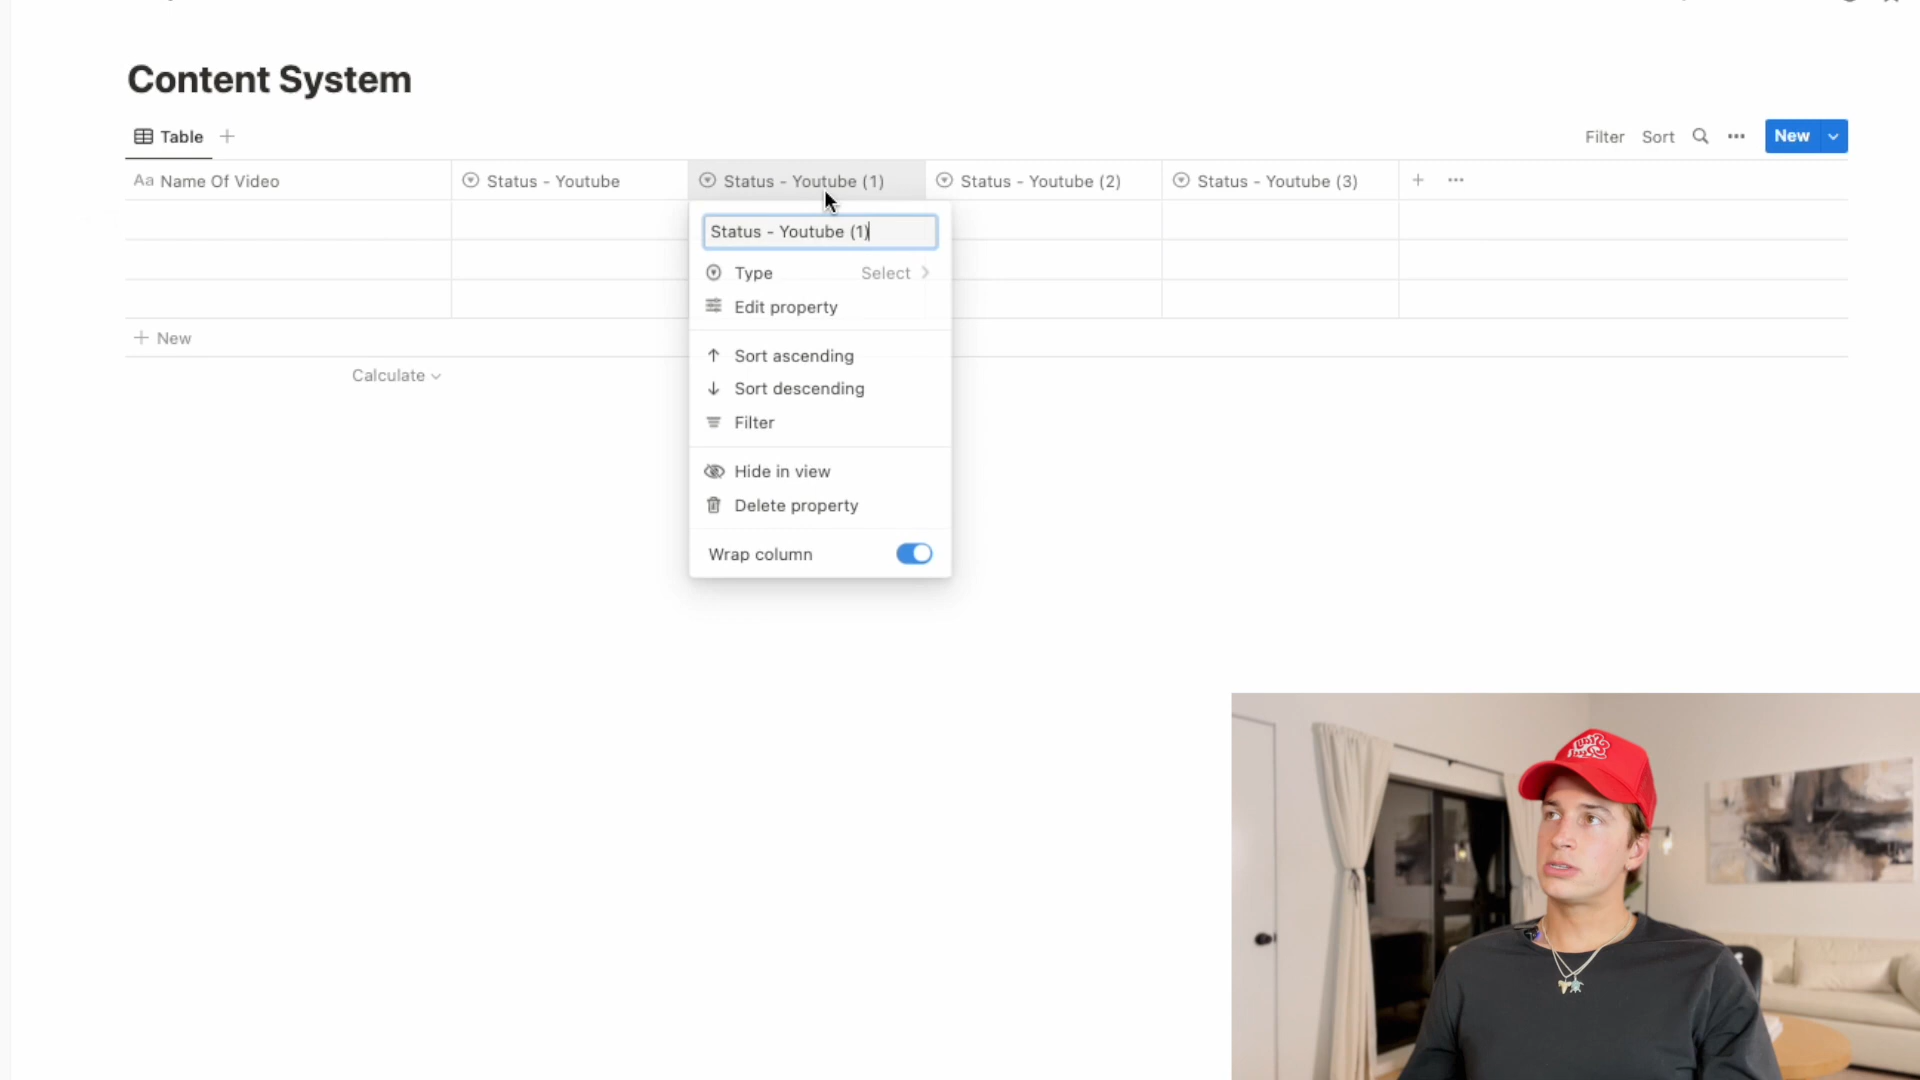 Content System
Table
Filter Sort ••• New
Aa Name Of Video Status - Youtube Status - Youtube (1) Status - Youtube (2) Status - Youtube (3) + •••
Status - Youtube (1)
Type Select
Edit property
+ New
Sort ascending
Calculate
Sort descending
Filter
Hide in view
Delete property
Wrap column